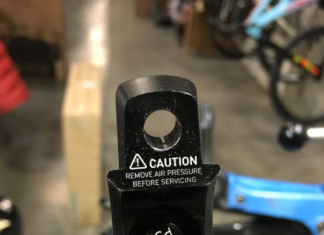 CAUTION
REMOVE AIR PRESSURE
BEFORE SERVICING